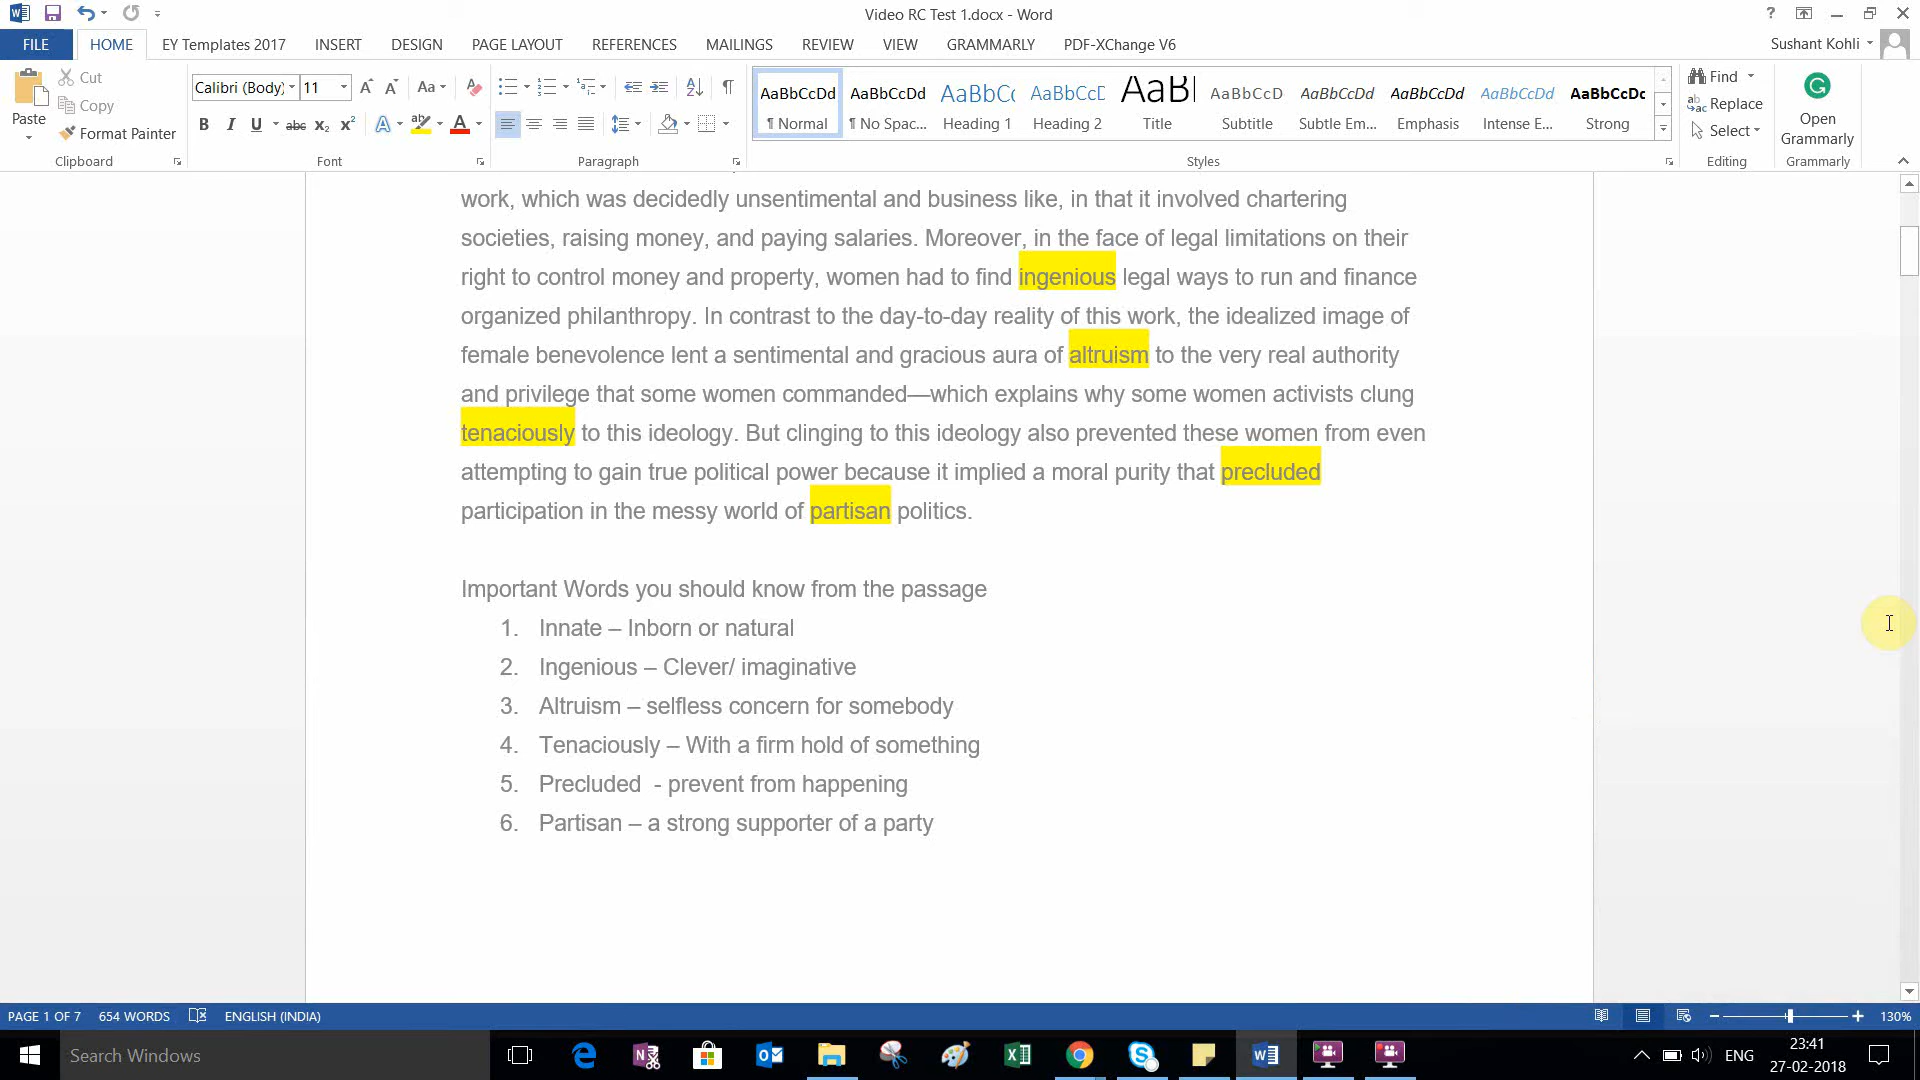 Video RC Test 1.docx - Word
?
FILE HOME EY Templates 2017 INSERT DESIGN PAGE LAYOUT REFERENCES MAILINGS REVIEW VIEW GRAMMARLY PDF-XChange V6 Sushant Kohli
Paste
Cut
Copy
Format Painter
Clipboard
Calibri (Body) 11
B I U abc x₂ x² A A
Aa
Font
Paragraph
AaBbCcDd AaBbCcDd AaBbCc AaBbCcD AaBl AaBbCcD AaBbCcDd AaBbCcDd AaBbCcDd AaBbCcDc
¶ Normal ¶ No Spac... Heading 1 Heading 2 Title Subtitle Subtle Em... Emphasis Intense E... Strong
Styles
Find
Replace
Select
Editing
Open
Grammarly
Grammarly
work, which was decidedly unsentimental and business like, in that it involved chartering
societies, raising money, and paying salaries. Moreover, in the face of legal limitations on their
right to control money and property, women had to find ingenious legal ways to run and finance
organized philanthropy. In contrast to the day-to-day reality of this work, the idealized image of
female benevolence lent a sentimental and gracious aura of altruism to the very real authority
and privilege that some women commanded—which explains why some women activists clung
tenaciously to this ideology. But clinging to this ideology also prevented these women from even
attempting to gain true political power because it implied a moral purity that precluded
participation in the messy world of partisan politics.
Important Words you should know from the passage
1. Innate – Inborn or natural
2. Ingenious – Clever/ imaginative
3. Altruism – selfless concern for somebody
4. Tenaciously – With a firm hold of something
5. Precluded - prevent from happening
6. Partisan – a strong supporter of a party
PAGE 1 OF 7 654 WORDS ENGLISH (INDIA) 130%
Search Windows
ENG
23:41
27-02-2018